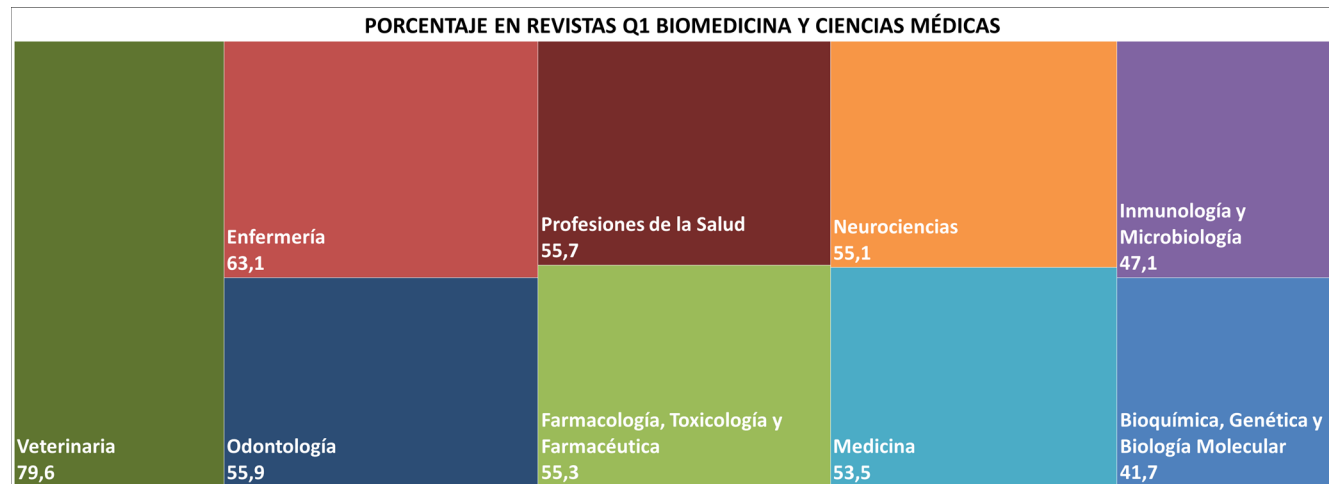 PORCENTAJE EN REVISTAS Q1 BIOMEDICINA Y CIENCIAS MÉDICAS
Veterinaria
79,6
Enfermería
63,1
Odontología
55,9
Profesiones de la Salud
55,7
Farmacología, Toxicología y
Farmacéutica
55,3
Neurociencias
55,1
Medicina
53,5
Inmunología y
Microbiología
47,1
Bioquímica, Genética y
Biología Molecular
41,7